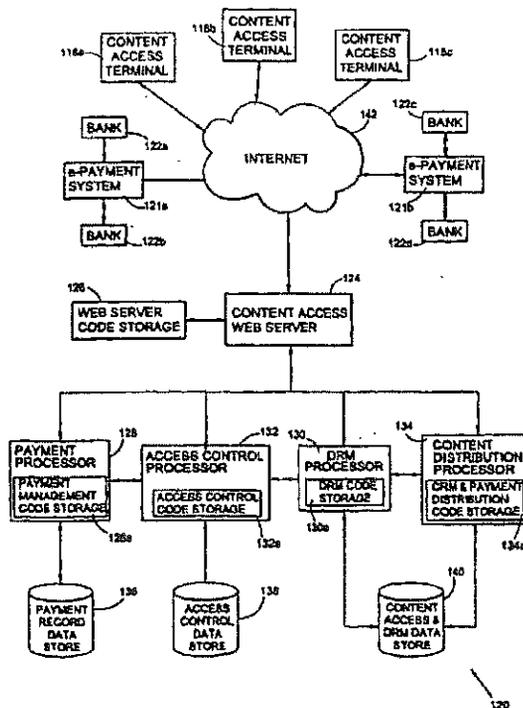 116a
CONTENT
ACCESS
TERMINAL
116b
CONTENT
ACCESS
TERMINAL
116c
CONTENT
ACCESS
TERMINAL
142
INTERNET
BANK
122a
e-PAYMENT
SYSTEM
121a
BANK
122b
122c
BANK
e-PAYMENT
SYSTEM
121b
BANK
122d
126
WEB SERVER
CODE STORAGE
124
CONTENT ACCESS
WEB SERVER
128
PAYMENT
PROCESSOR
PAYMENT
MANAGEMENT
CODE STORAGE
128a
132
ACCESS CONTROL
PROCESSOR
ACCESS CONTROL
CODE STORAGE
132a
130
DRM
PROCESSOR
DRM CODE
STORAGE
130a
134
CONTENT
DISTRIBUTION
PROCESSOR
DRM & PAYMENT
DISTRIBUTION
CODE STORAGE
134a
136
PAYMENT
RECORD DATA
STORE
138
ACCESS
CONTROL
DATA
STORE
140
CONTENT
ACCESS &
DRM DATA
STORE
120